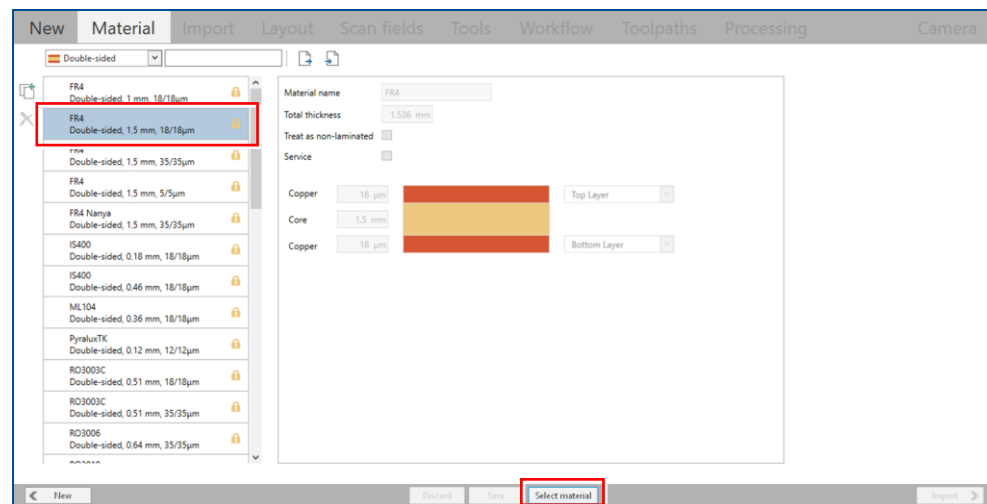 New Material Import Layout Scan fields Tools Workflow Toolpaths Processing Camera
Double-sided
FR4
Double-sided, 1 mm, 18/18µm
FR4
Double-sided, 1.5 mm, 18/18µm
FR4
Double-sided, 1.5 mm, 35/35µm
FR4
Double-sided, 1.5 mm, 5/5µm
FR4 Nanya
Double-sided, 1.5 mm, 35/35µm
IS400
Double-sided, 0.18 mm, 18/18µm
IS400
Double-sided, 0.46 mm, 18/18µm
ML104
Double-sided, 0.36 mm, 18/18µm
PyraluxTK
Double-sided, 0.12 mm, 12/12µm
RO3003C
Double-sided, 0.51 mm, 18/18µm
RO3003C
Double-sided, 0.51 mm, 35/35µm
RO3006
Double-sided, 0.64 mm, 35/35µm
RO3010
Material name FR4
Total thickness 1.536 mm
Treat as non-laminated
Service
Copper 18 µm Top Layer
Core 1.5 mm
Copper 18 µm Bottom Layer
New Discard Save Select material Import